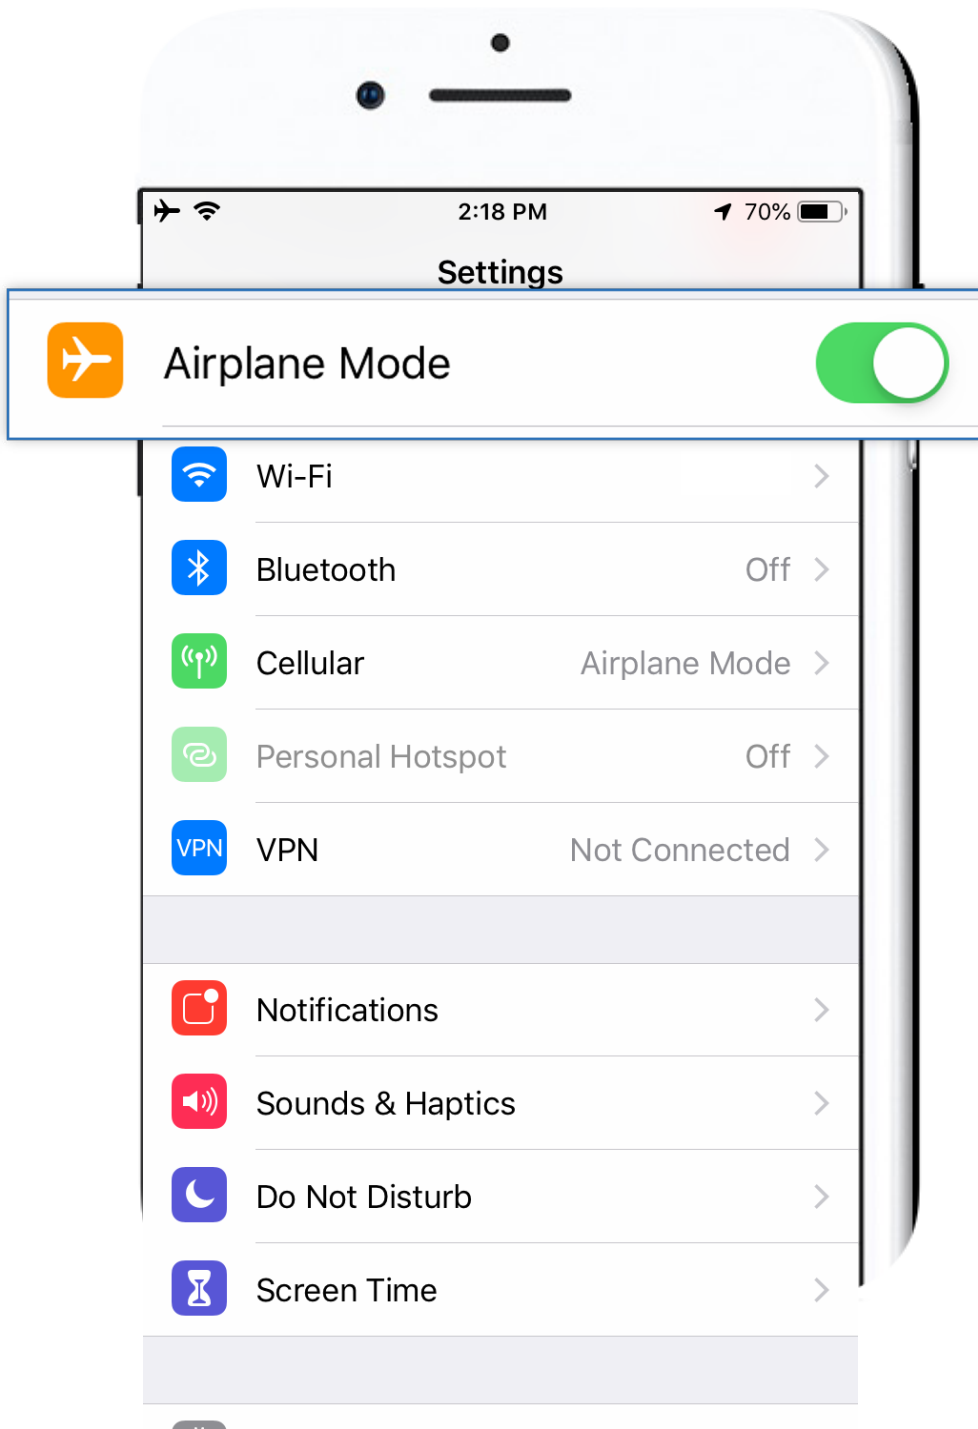 2:18 PM 70%
Settings
Airplane Mode
Wi-Fi
Bluetooth Off
Cellular Airplane Mode
Personal Hotspot Off
VPN VPN Not Connected
Notifications
Sounds & Haptics
Do Not Disturb
Screen Time